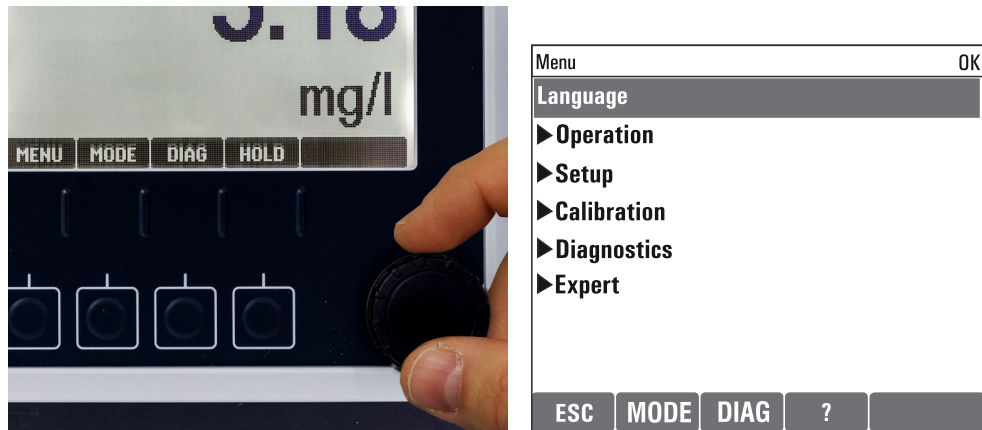 mg/l
MENU MODE DIAG HOLD
Menu OK
Language
▶Operation
▶Setup
▶Calibration
▶Diagnostics
▶Expert
ESC MODE DIAG ?